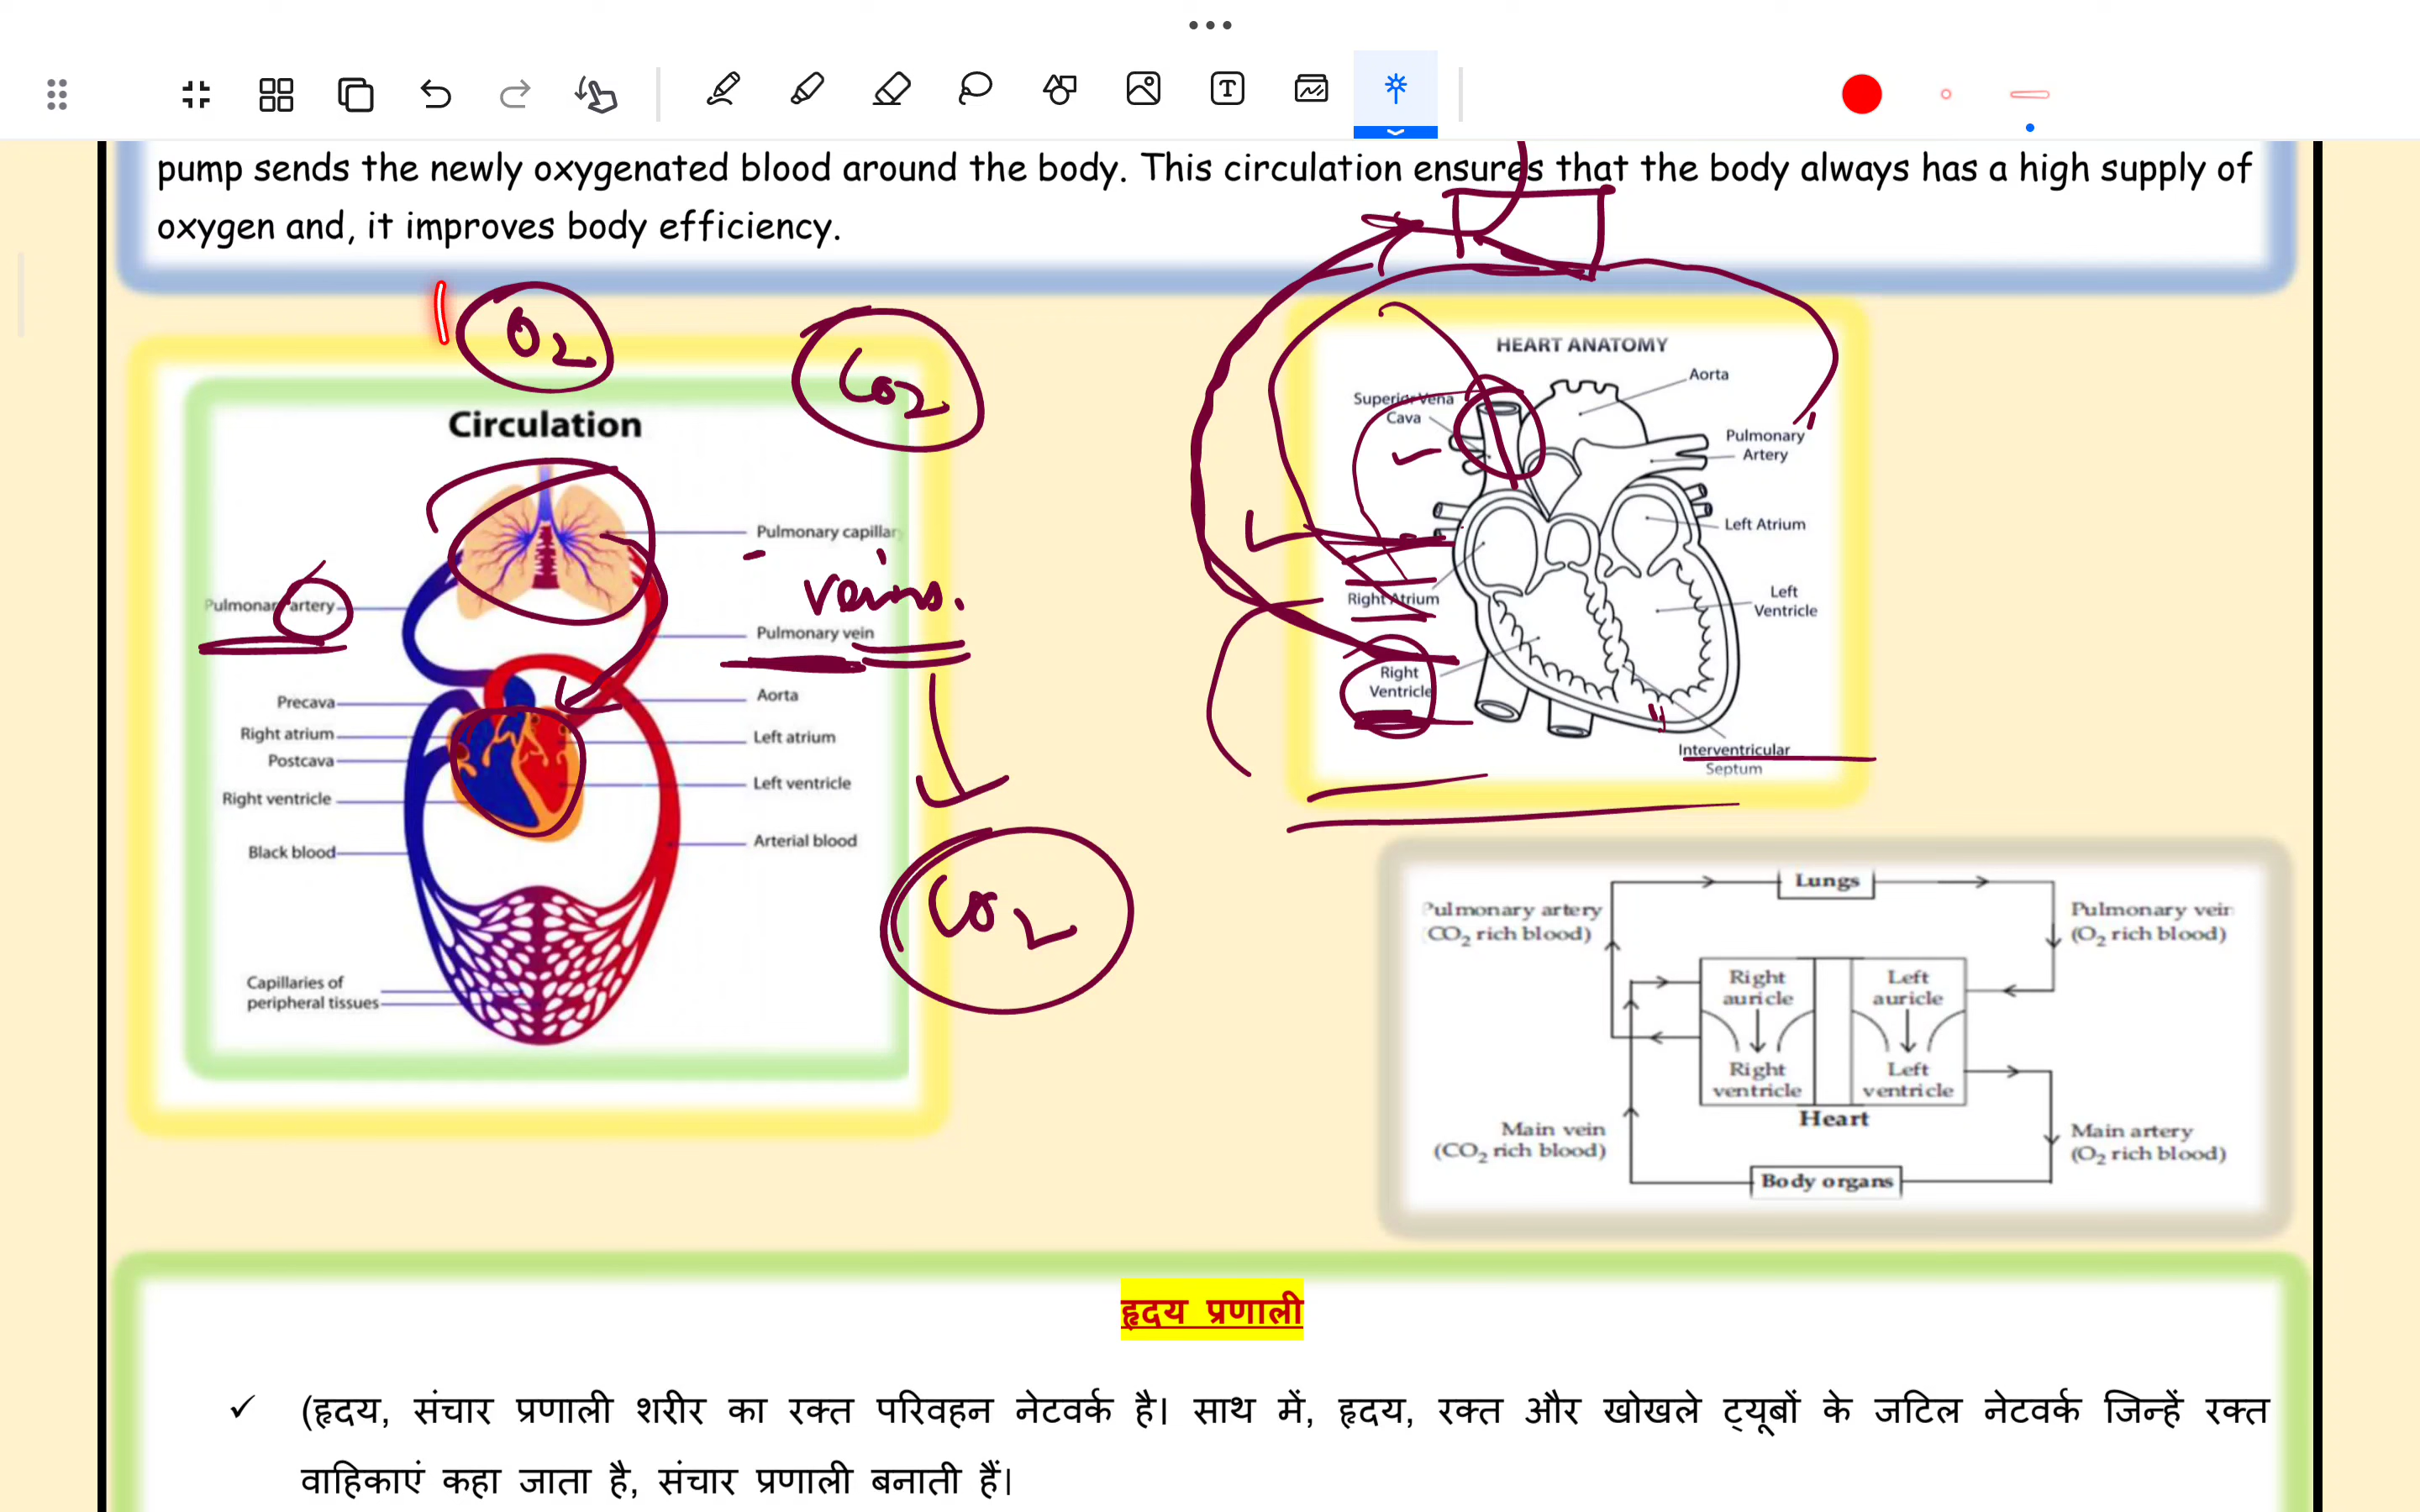 pump sends the newly oxygenated blood around the body. This circulation ensures that the body always has a high supply of
oxygen and, it improves body efficiency.
O2
CO2
Circulation
Pulmonary capillar
Pulmonary artery
veins.
Pulmonary vein
Precava
Aorta
Right atrium
Left atrium
Postcava
Left ventricle
Right ventricle
Arterial blood
Black blood
CO2
Capillaries of
peripheral tissues
HEART ANATOMY
Aorta
Superior Vena
Cava
Pulmonary
Artery
Left Atrium
Right Atrium
Left
Ventricle
Right
Ventricle
Interventricular
Septum
Lungs
Pulmonary artery
(CO2 rich blood)
Pulmonary vein
(O2 rich blood)
Right
auricle
Left
auricle
Right
ventricle
Left
ventricle
Heart
Main vein
(CO2 rich blood)
Main artery
(O2 rich blood)
Body organs
हृदय प्रणाली
✓ (हृदय, संचार प्रणाली शरीर का रक्त परिवहन नेटवर्क है। साथ में, हृदय, रक्त और खोखले ट्यूबों के जटिल नेटवर्क जिन्हें रक्त
वाहिकाएं कहा जाता है, संचार प्रणाली बनाती हैं।